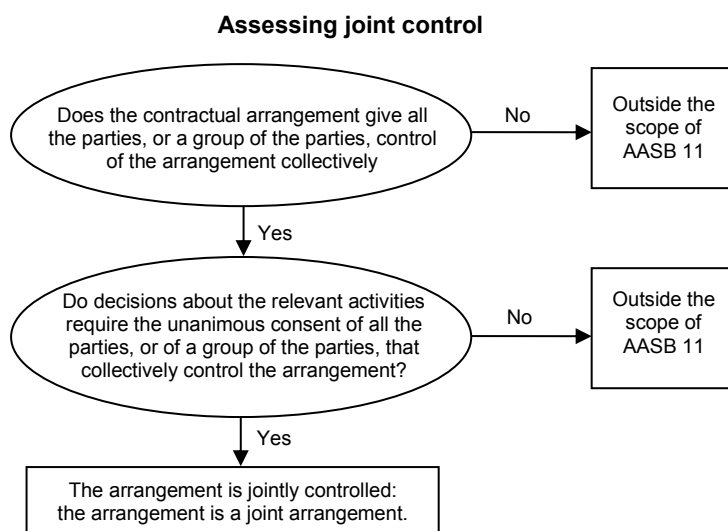 Assessing joint control
Does the contractual arrangement give all
the parties, or a group of the parties, control
of the arrangement collectively
No
Outside the
scope of
AASB 11
Yes
Do decisions about the relevant activities
require the unanimous consent of all the
parties, or of a group of the parties, that
collectively control the arrangement?
No
Outside the
scope of
AASB 11
Yes
The arrangement is jointly controlled:
the arrangement is a joint arrangement.